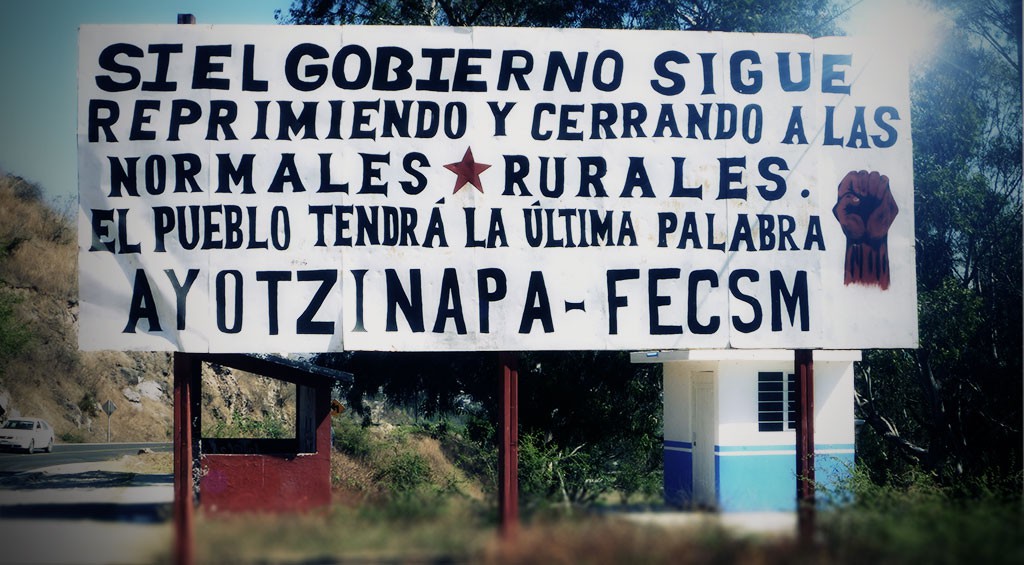 SI EL GOBIERNO SIGUE
REPRIMIENDO Y CERRANDO A LAS
NORMALES RURALES.
EL PUEBLO TENDRÁ LA ÚLTIMA PALABRA
AYOTZINAPA-FECSM